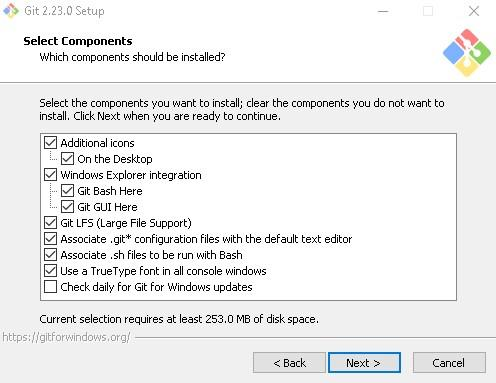 Git 2.23.0 Setup
Select Components
Which components should be installed?
Select the components you want to install; clear the components you do not want to
install. Click Next when you are ready to continue.
Additional icons
On the Desktop
Windows Explorer integration
Git Bash Here
Git GUI Here
Git LFS (Large File Support)
Associate .git* configuration files with the default text editor
Associate .sh files to be run with Bash
Use a TrueType font in all console windows
Check daily for Git for Windows updates
Current selection requires at least 253.0 MB of disk space.
https://gitforwindows.org/
< Back
Next >
Cancel